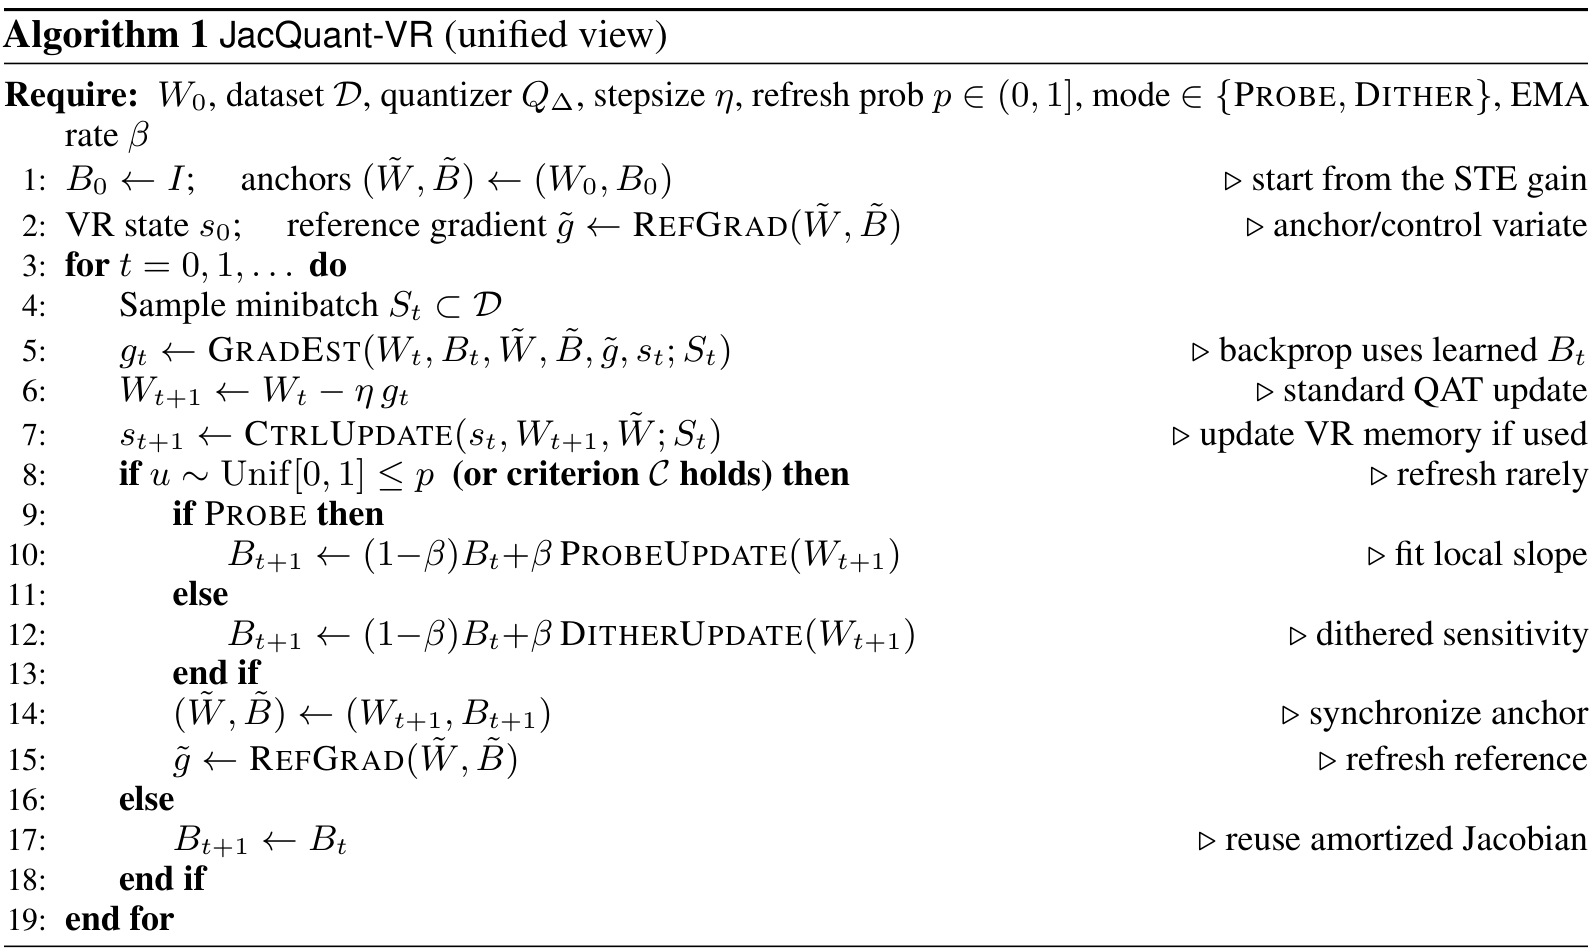 Algorithm 1 JacQuant-VR (unified view)
Require: W₀, dataset 𝒟, quantizer Q_Δ, stepsize η, refresh prob p ∈ (0, 1], mode ∈ {PROBE, DITHER}, EMA
rate β
1: B₀ ← I; anchors (W̃, B̃) ← (W₀, B₀) ▷ start from the STE gain
2: VR state s₀; reference gradient g̃ ← REFGRAD(W̃, B̃) ▷ anchor/control variate
3: for t = 0, 1, … do
4: Sample minibatch S_t ⊂ 𝒟
5: g_t ← GRADEST(W_t, B_t, W̃, B̃, g̃, s_t; S_t) ▷ backprop uses learned B_t
6: W_{t+1} ← W_t − η g_t ▷ standard QAT update
7: s_{t+1} ← CTRLUPDATE(s_t, W_{t+1}, W̃; S_t) ▷ update VR memory if used
8: if u ∼ Unif[0, 1] ≤ p (or criterion 𝒞 holds) then ▷ refresh rarely
9: if PROBE then
10: B_{t+1} ← (1−β)B_t+β PROBEUPDATE(W_{t+1}) ▷ fit local slope
11: else
12: B_{t+1} ← (1−β)B_t+β DITHERUPDATE(W_{t+1}) ▷ dithered sensitivity
13: end if
14: (W̃, B̃) ← (W_{t+1}, B_{t+1}) ▷ synchronize anchor
15: g̃ ← REFGRAD(W̃, B̃) ▷ refresh reference
16: else
17: B_{t+1} ← B_t ▷ reuse amortized Jacobian
18: end if
19: end for